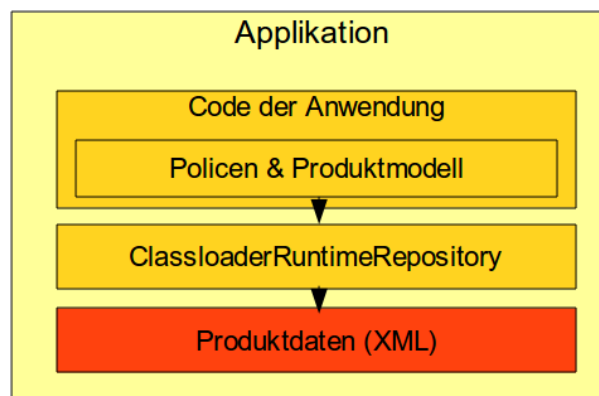 Applikation
Code der Anwendung
Policen & Produktmodell
ClassloaderRuntimeRepository
Produktdaten (XML)